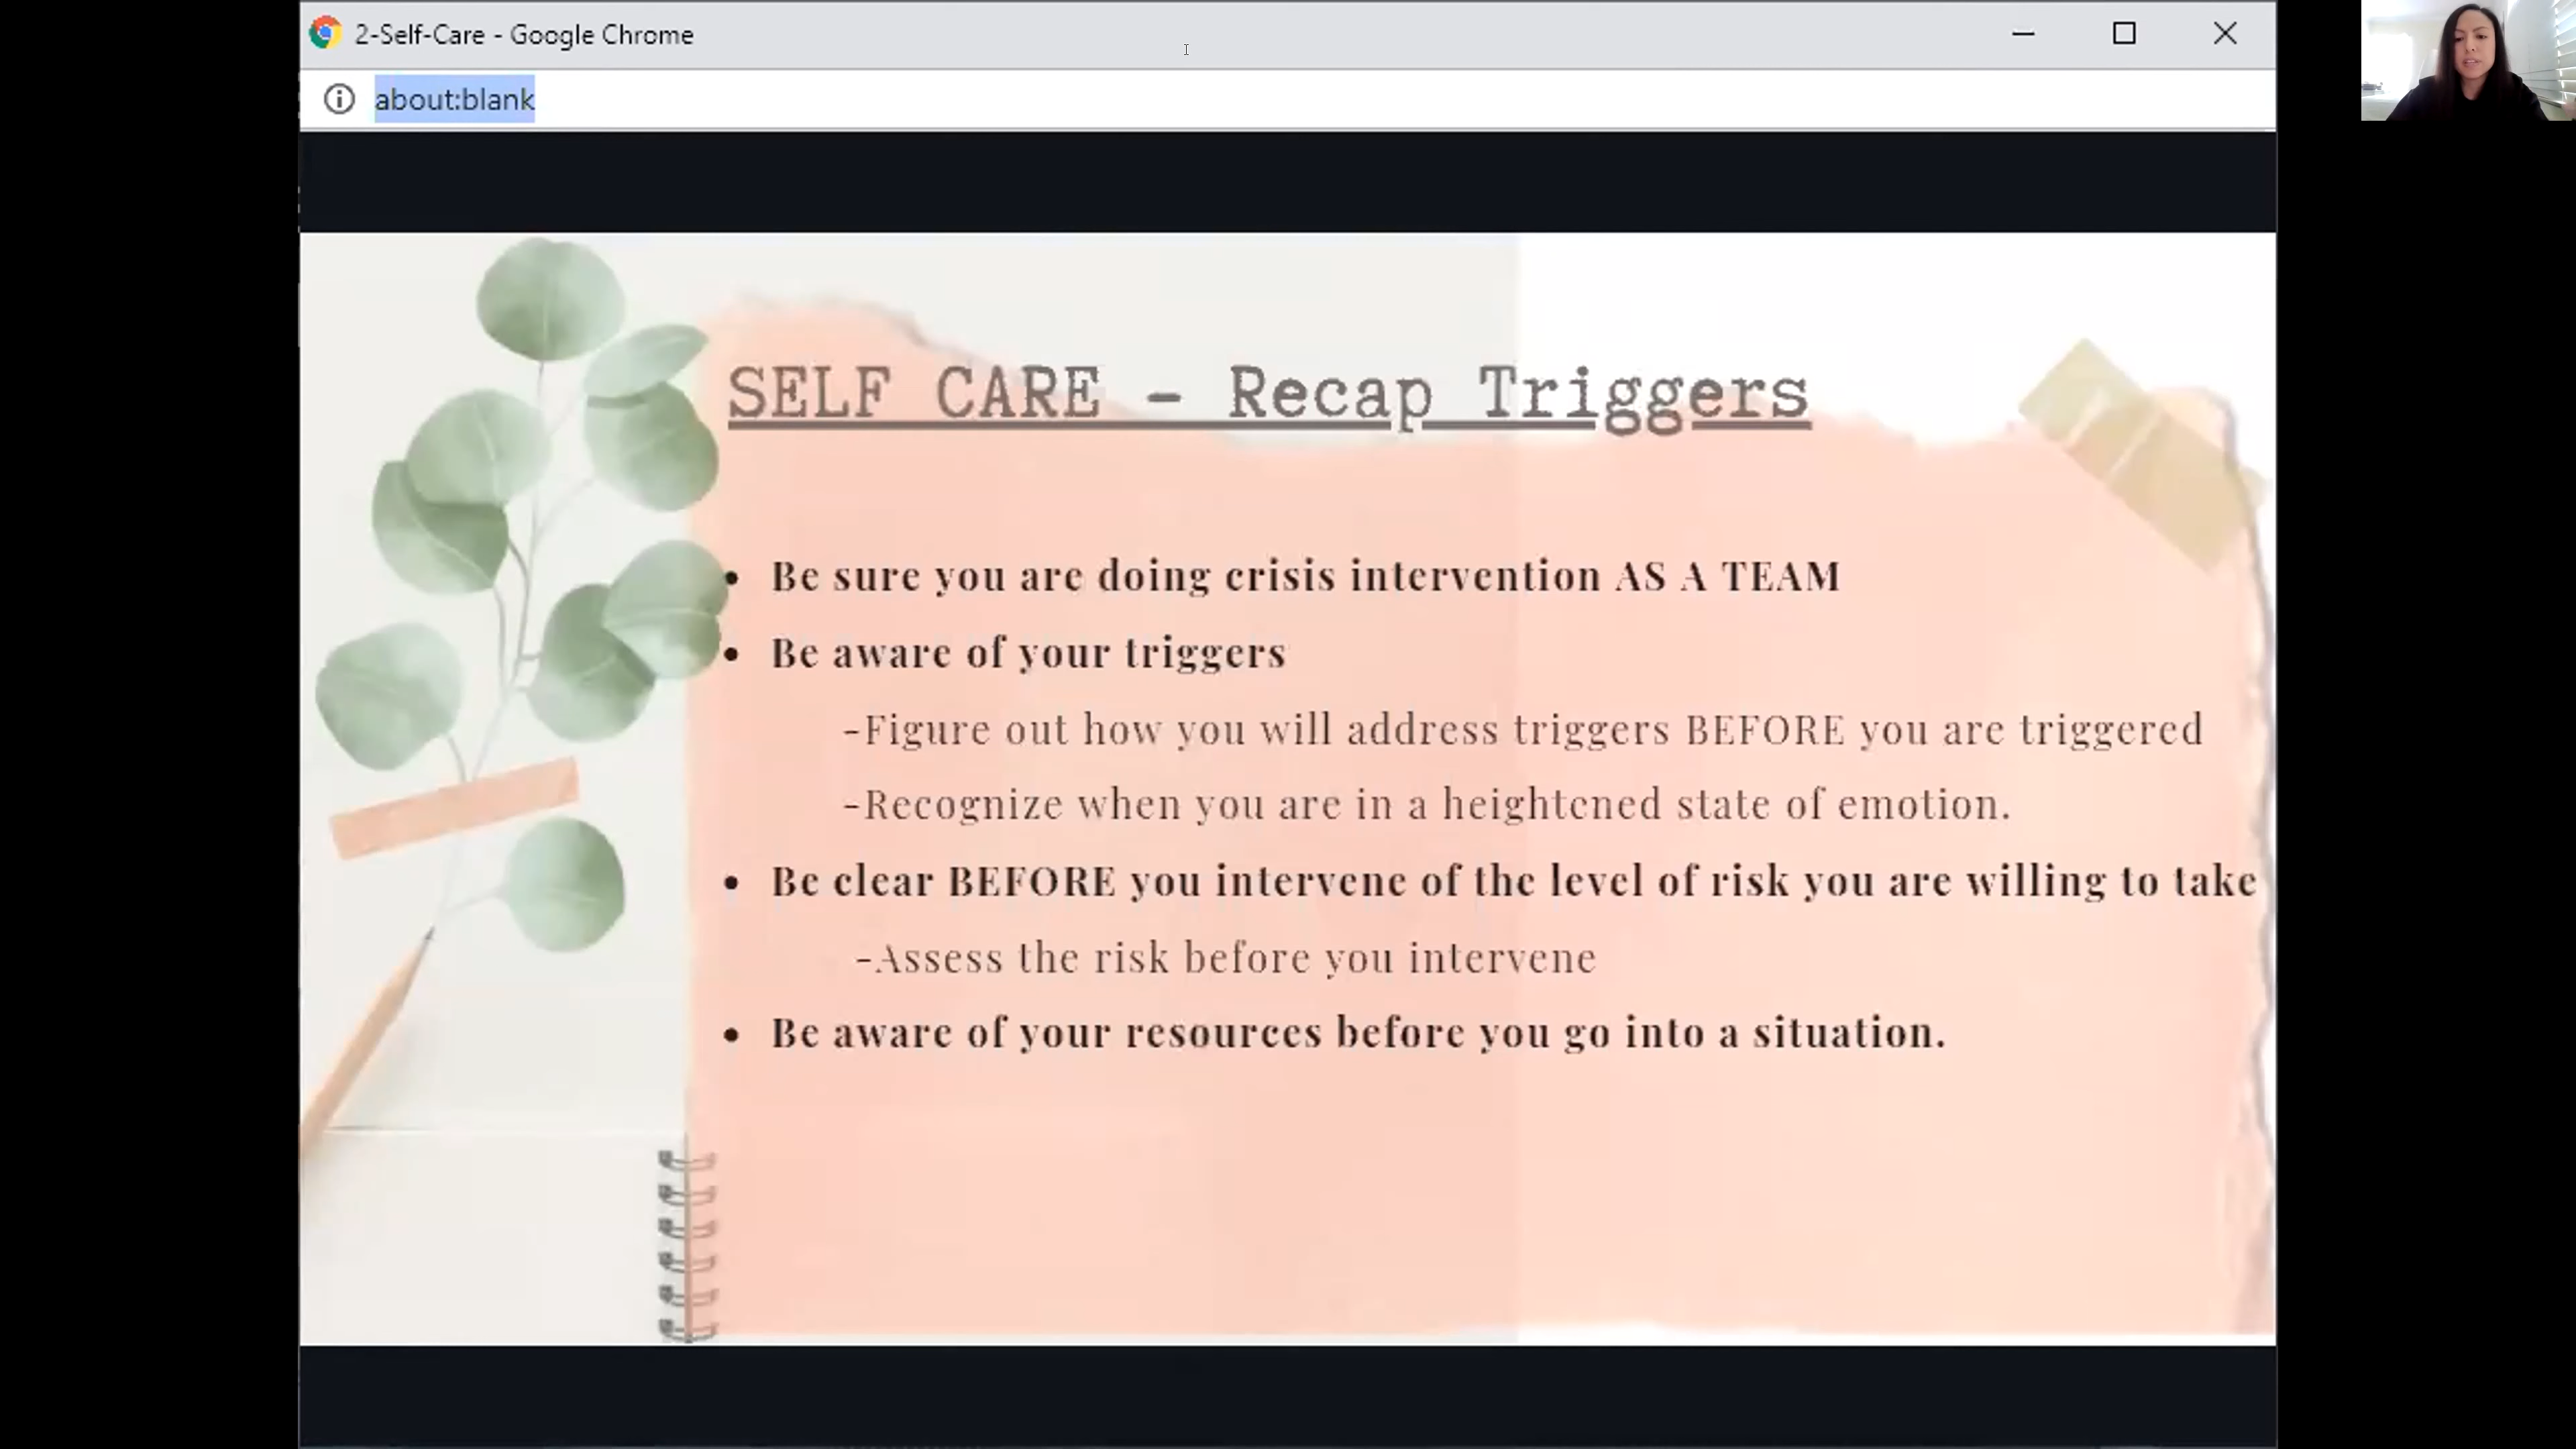 2-Self-Care - Google Chrome
about:blank
SELF CARE - Recap Triggers
• Be sure you are doing crisis intervention AS A TEAM
• Be aware of your triggers
-Figure out how you will address triggers BEFORE you are triggered
-Recognize when you are in a heightened state of emotion.
• Be clear BEFORE you intervene of the level of risk you are willing to take
-Assess the risk before you intervene
• Be aware of your resources before you go into a situation.